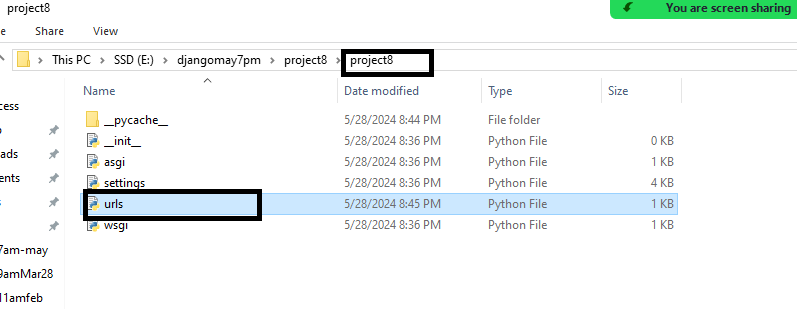 project8
You are screen sharing
Share View
This PC > SSD (E:) > djangomay7pm > project8 > project8
Name Date modified Type Size
cess
__pycache__ 5/28/2024 8:44 PM File folder
__init__ 5/28/2024 8:36 PM Python File 0 KB
ads
asgi 5/28/2024 8:36 PM Python File 1 KB
ents
settings 5/28/2024 8:36 PM Python File 4 KB
urls 5/28/2024 8:45 PM Python File 1 KB
wsgi 5/28/2024 8:36 PM Python File 1 KB
7am-may
9amMar28
11amfeb